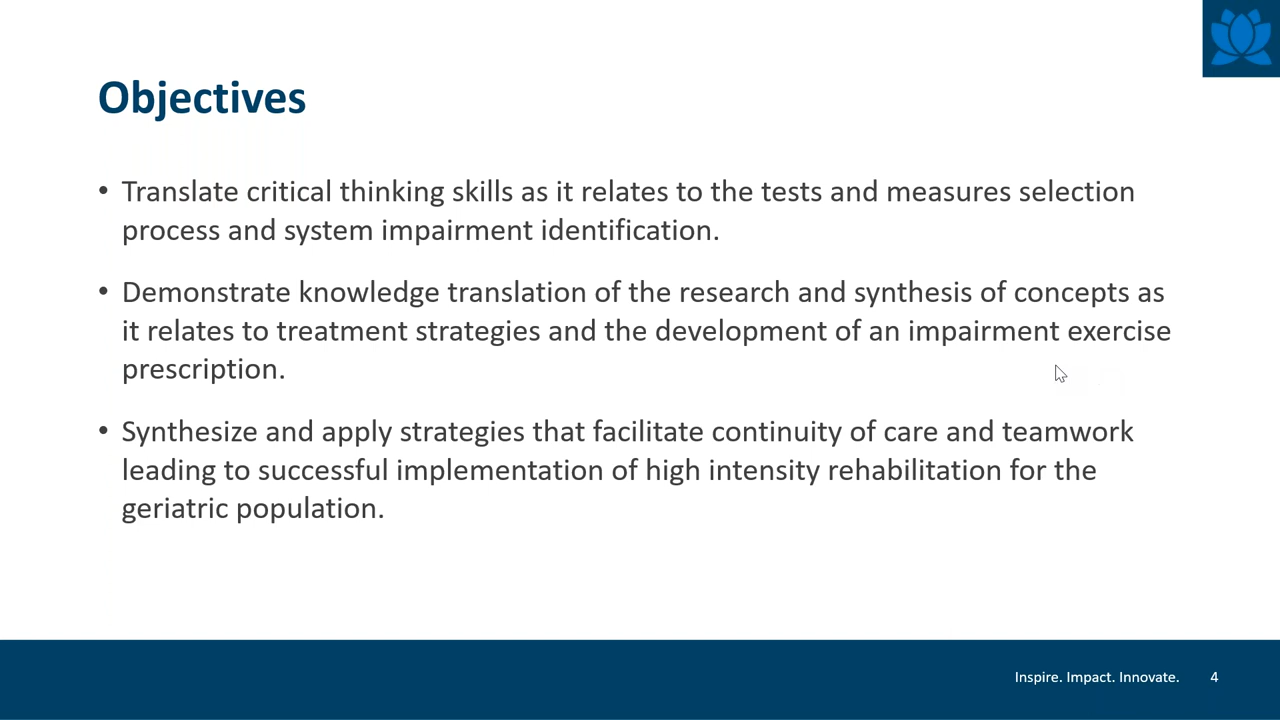 Objectives
• Translate critical thinking skills as it relates to the tests and measures selection
process and system impairment identification.
• Demonstrate knowledge translation of the research and synthesis of concepts as
it relates to treatment strategies and the development of an impairment exercise
prescription.
• Synthesize and apply strategies that facilitate continuity of care and teamwork
leading to successful implementation of high intensity rehabilitation for the
geriatric population.
Inspire. Impact. Innovate. 4